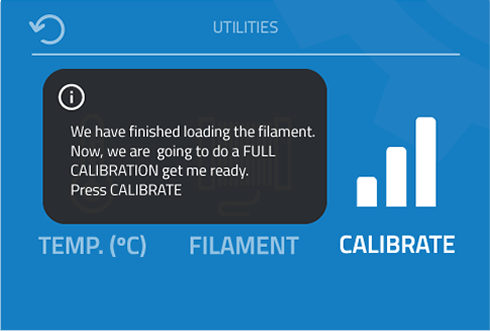 UTILITIES
We have finished loading the filament.
Now, we are going to do a FULL
CALIBRATION get me ready.
Press CALIBRATE
TEMP. (ºC)
FILAMENT
CALIBRATE